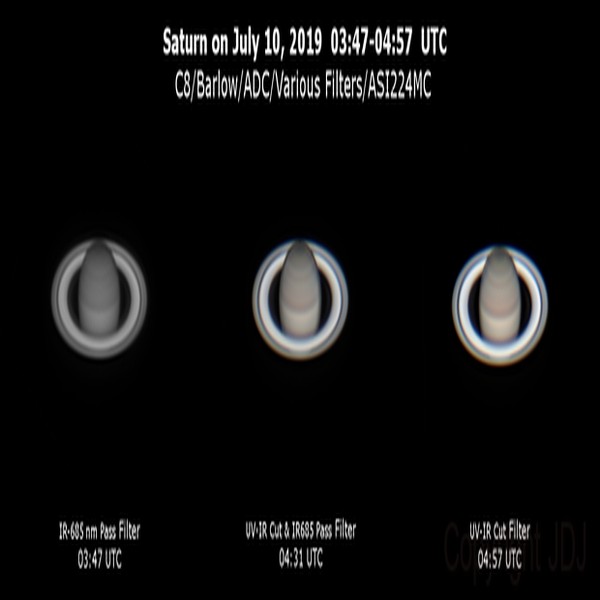 Saturn on July 10, 2019 03:47-04:57 UTC
C8/Barlow/ADC/Various Filters/ASI224MC
IR-685 nm Pass Filter
03:47 UTC
UV-IR Cut & IR685 Pass Filter
04:31 UTC
UV-IR Cut Filter
04:57 UTC
Copyright JDJ